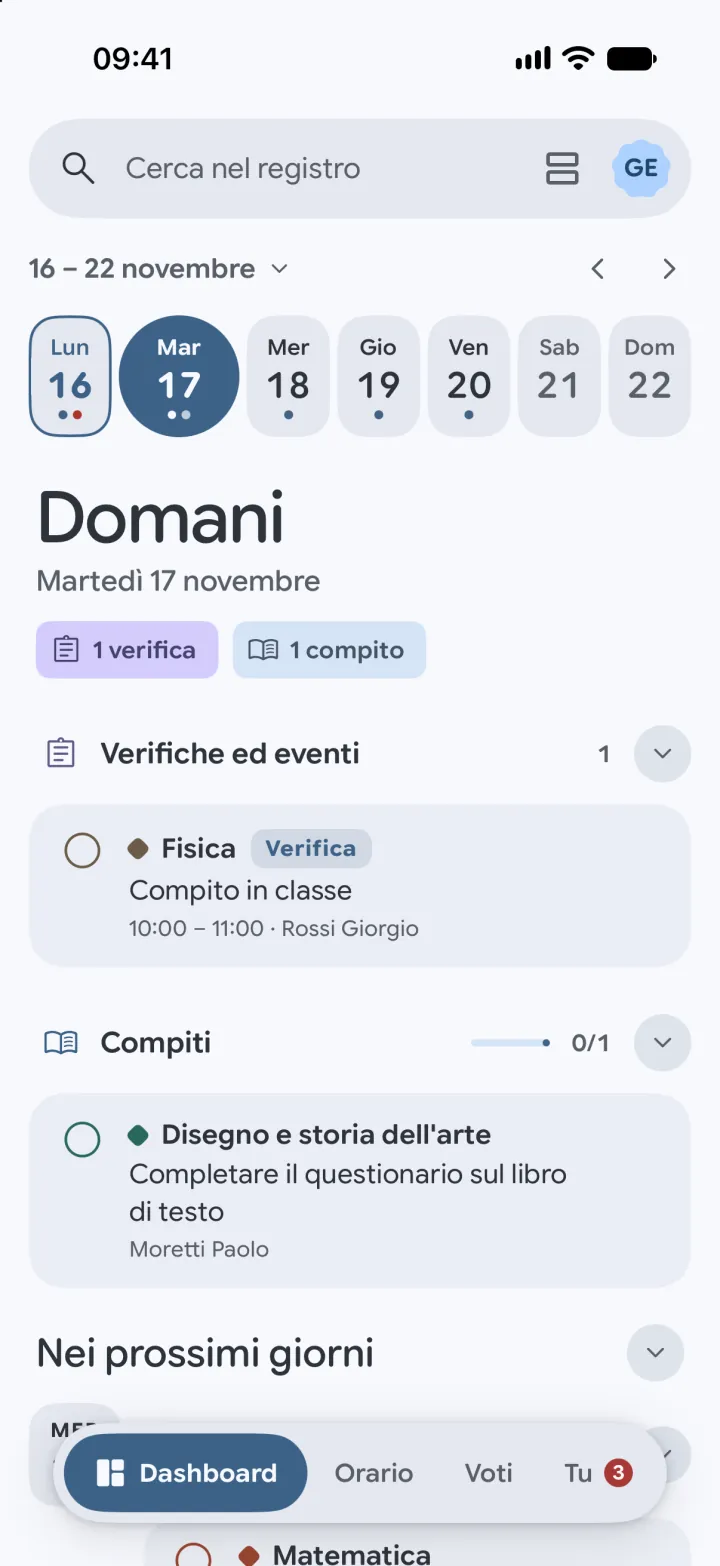 09:41
Cerca nel registro
GE
16 – 22 novembre
Lun Mar Mer Gio Ven Sab Dom
16 17 18 19 20 21 22
Domani
Martedì 17 novembre
1 verifica 1 compito
Verifiche ed eventi 1
Fisica Verifica
Compito in classe
10:00 – 11:00 · Rossi Giorgio
Compiti 0/1
Disegno e storia dell'arte
Completare il questionario sul libro
di testo
Moretti Paolo
Nei prossimi giorni
Dashboard Orario Voti Tu 3
Matematica